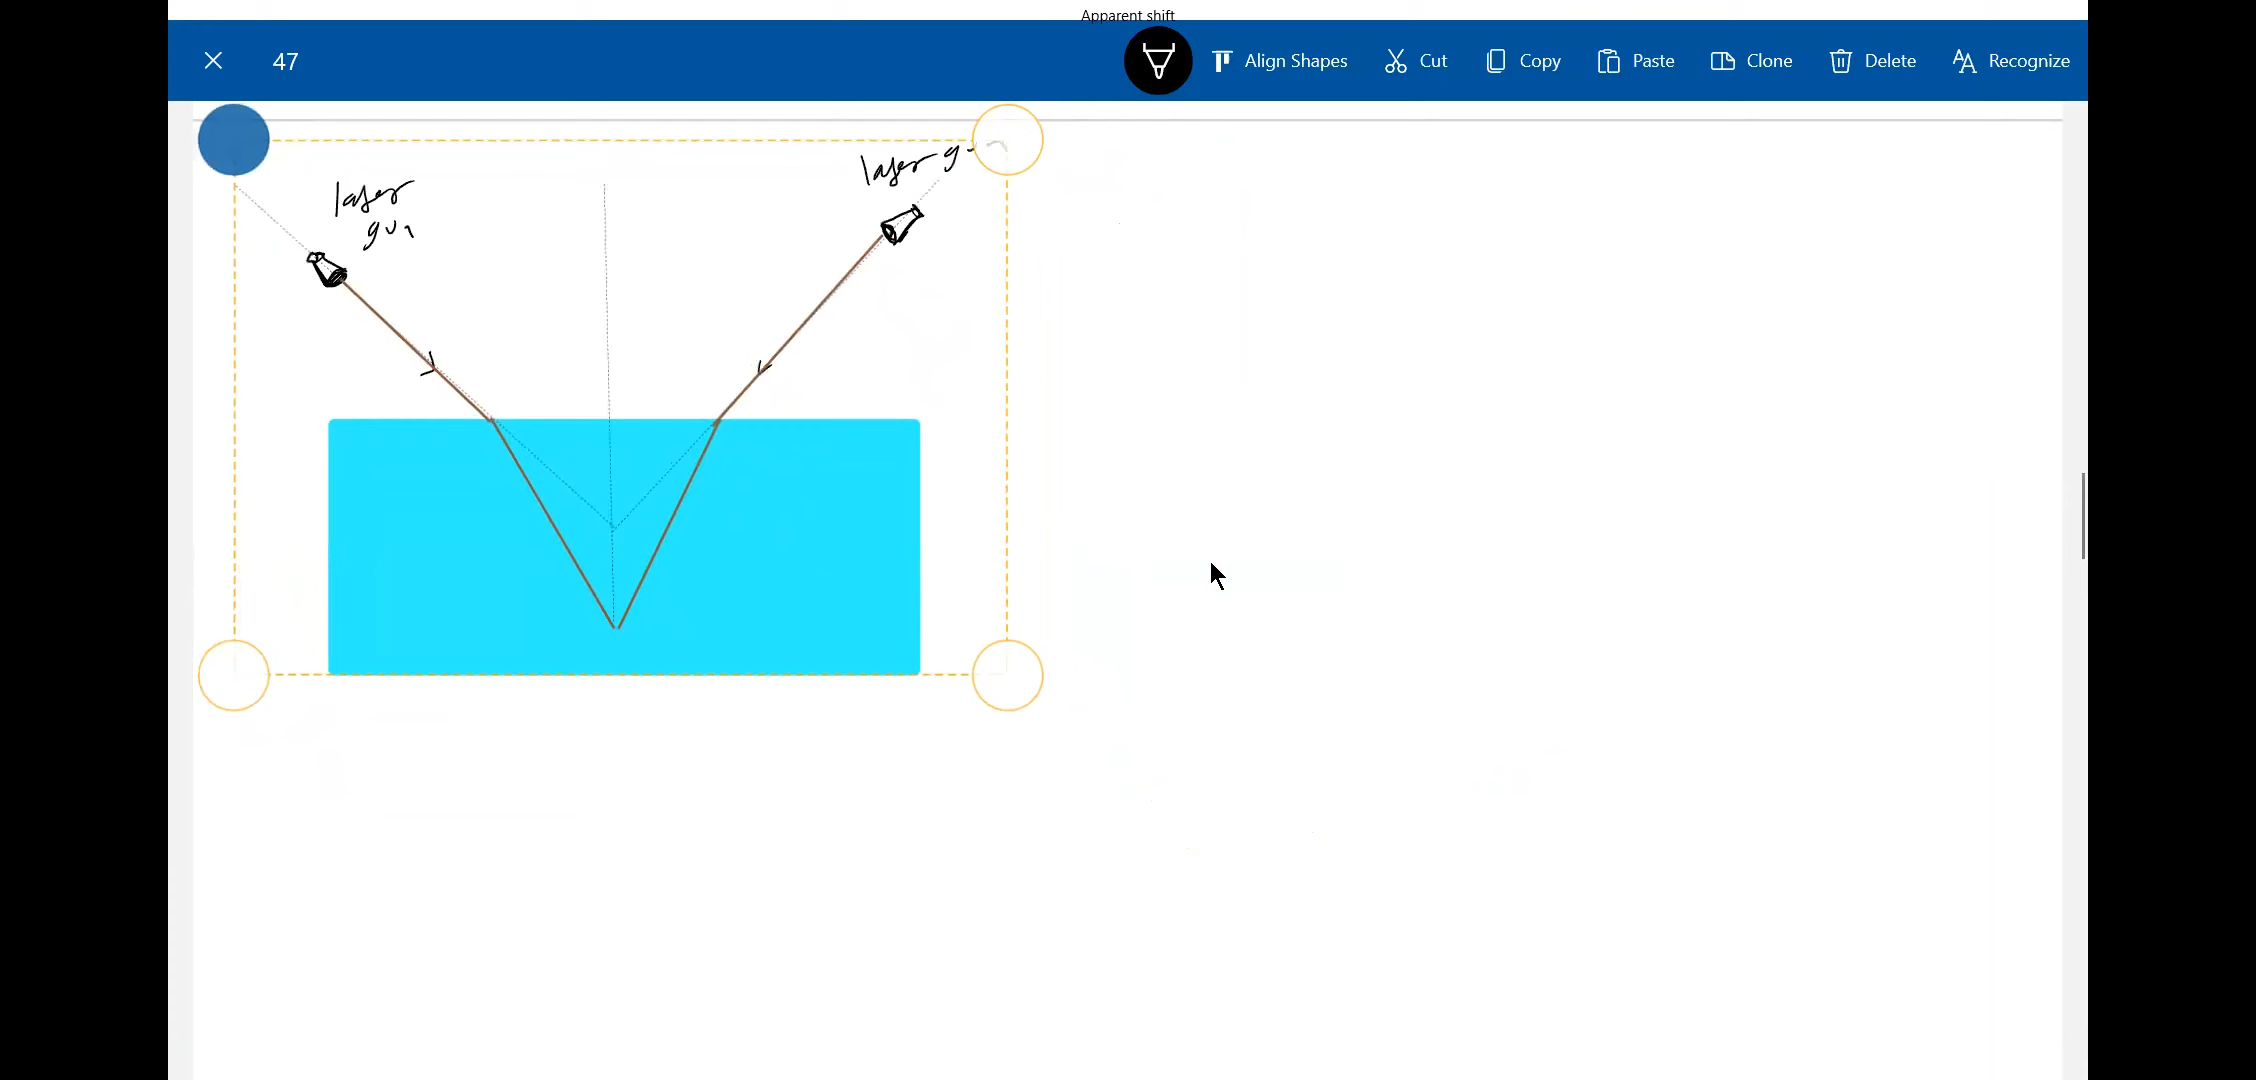 Apparent shift
47
Align Shapes
Cut
Copy
Paste
Clone
Delete
Recognize
laser
gun
laser